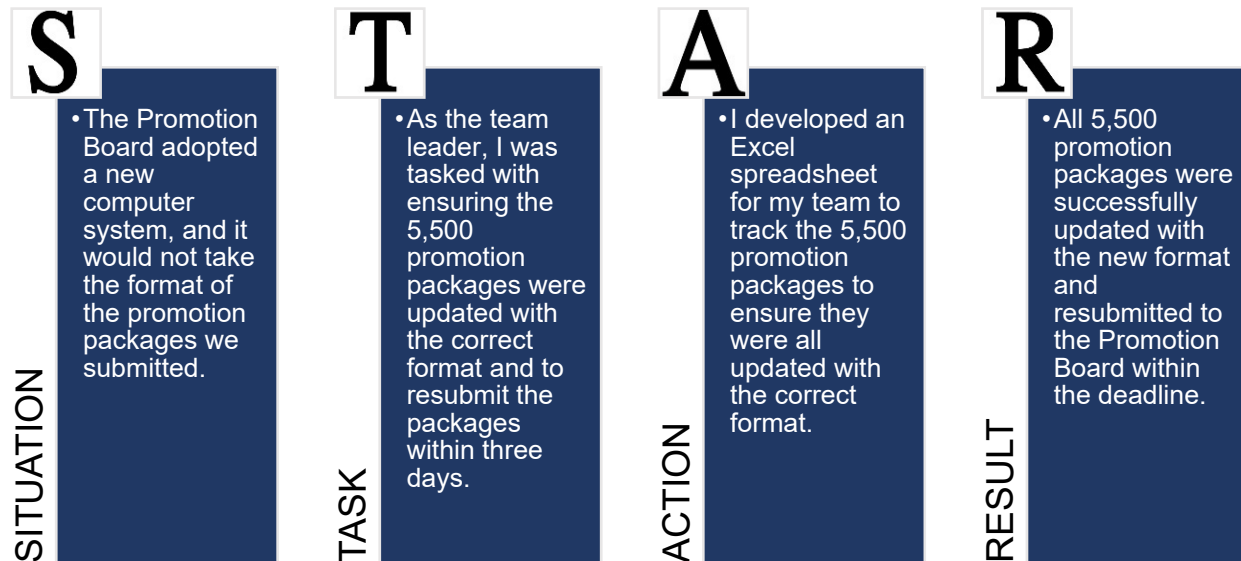 S
SITUATION
•The Promotion
Board adopted
a new
computer
system, and it
would not take
the format of
the promotion
packages we
submitted.
T
TASK
•As the team
leader, I was
tasked with
ensuring the
5,500
promotion
packages were
updated with
the correct
format and to
resubmit the
packages
within three
days.
A
ACTION
•I developed an
Excel
spreadsheet
for my team to
track the 5,500
promotion
packages to
ensure they
were all
updated with
the correct
format.
R
RESULT
•All 5,500
promotion
packages were
successfully
updated with
the new format
and
resubmitted to
the Promotion
Board within
the deadline.